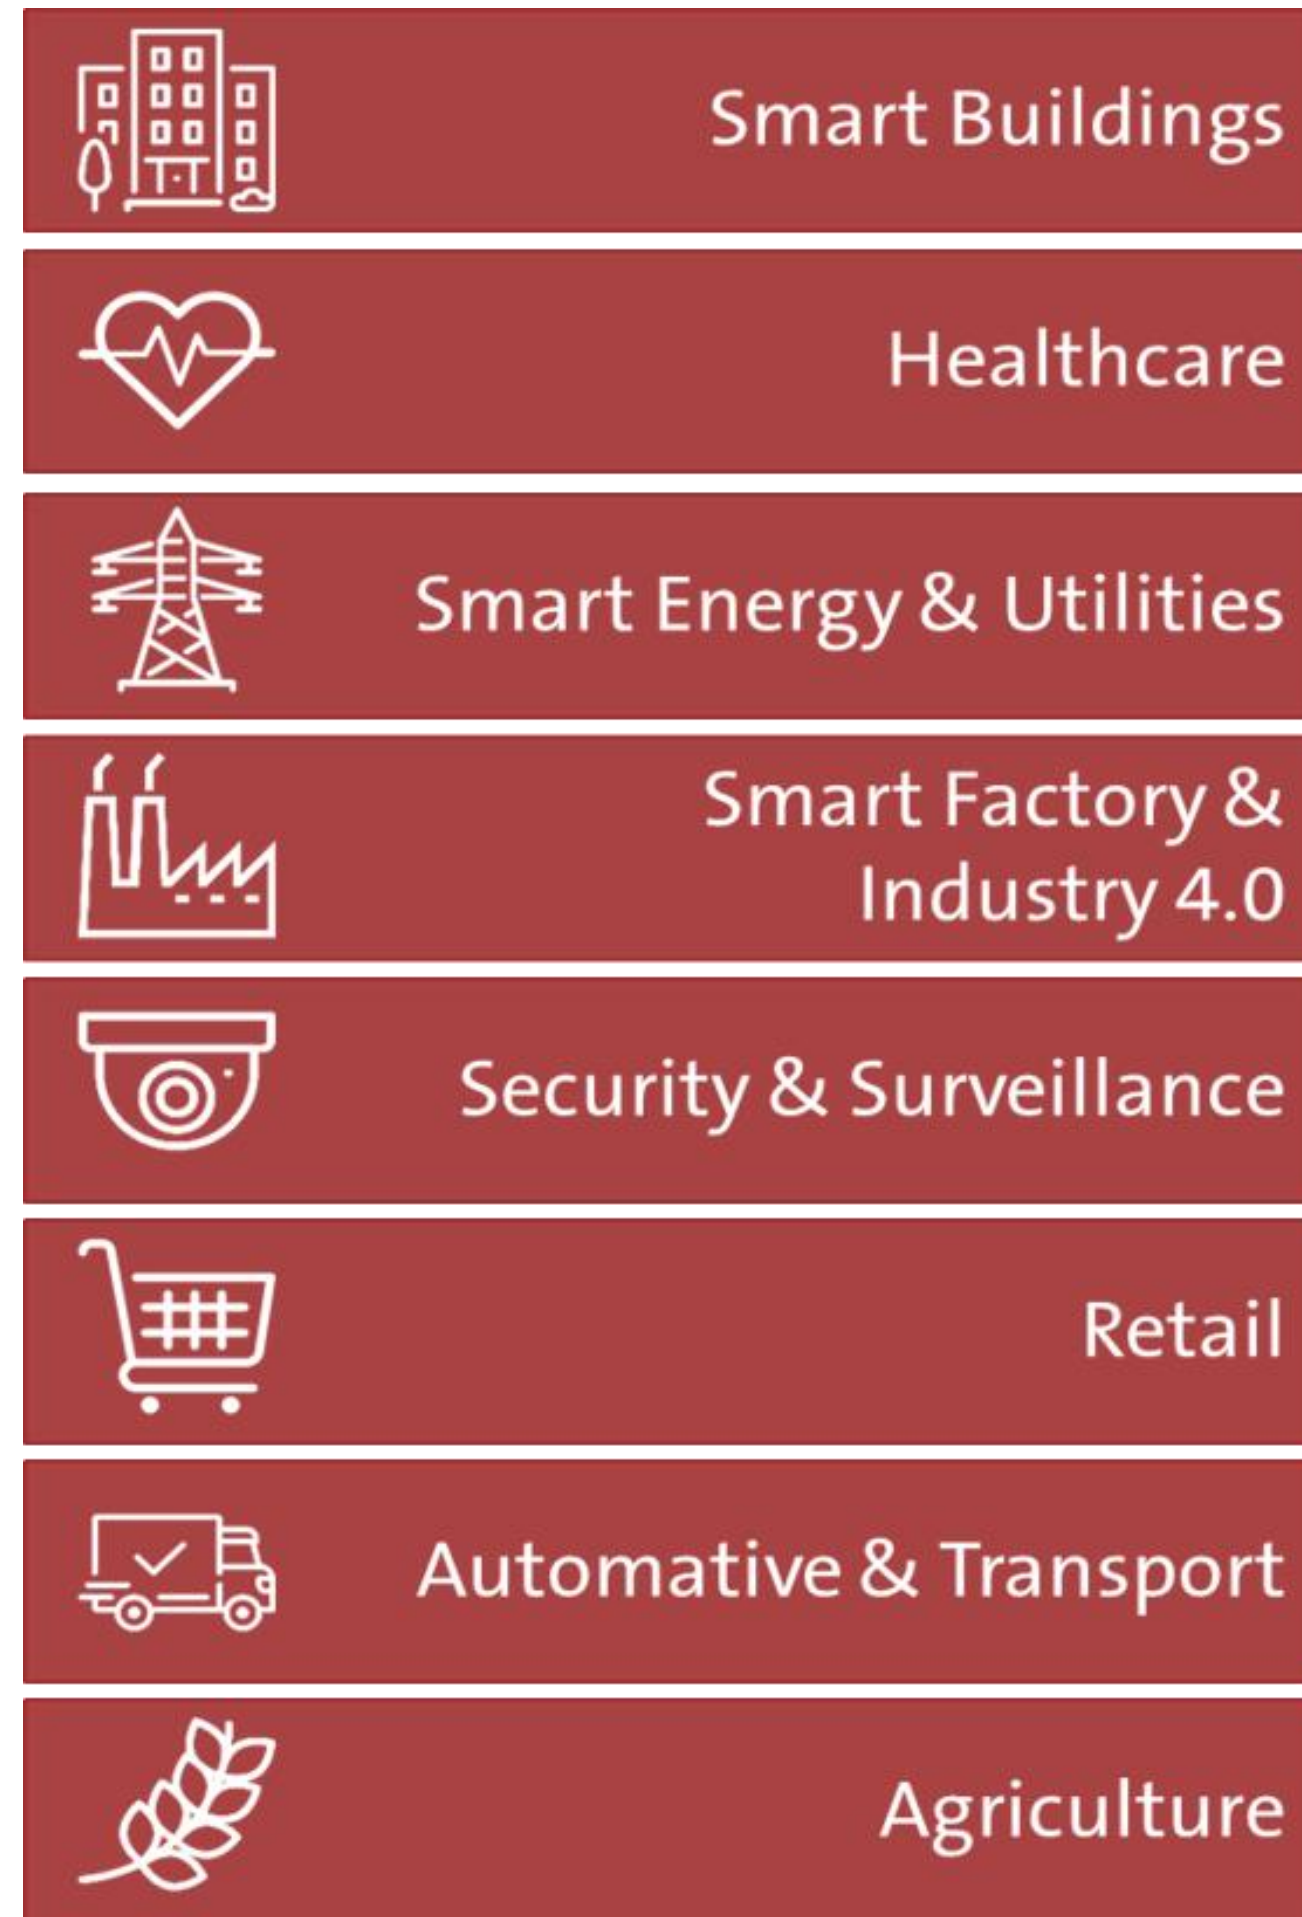 Smart Buildings
Healthcare
Smart Energy & Utilities
Smart Factory &
Industry 4.0
Security & Surveillance
Retail
Automative & Transport
Agriculture